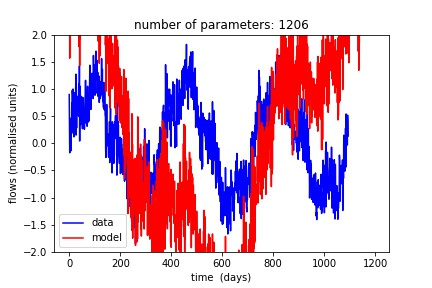 number of parameters: 1206
flows (normalised units)
2.0
1.5
1.0
0.5
0.0
−0.5
−1.0
−1.5
−2.0
data
model
0 200 400 600 800 1000 1200
time (days)